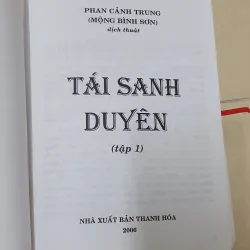 PHAN CẢNH TRUNG
(MỘNG BÌNH SƠN)
dịch thuật
TÁI SANH
DUYÊN
(tập 1)
NHÀ XUẤT BẢN THANH HÓA
2006